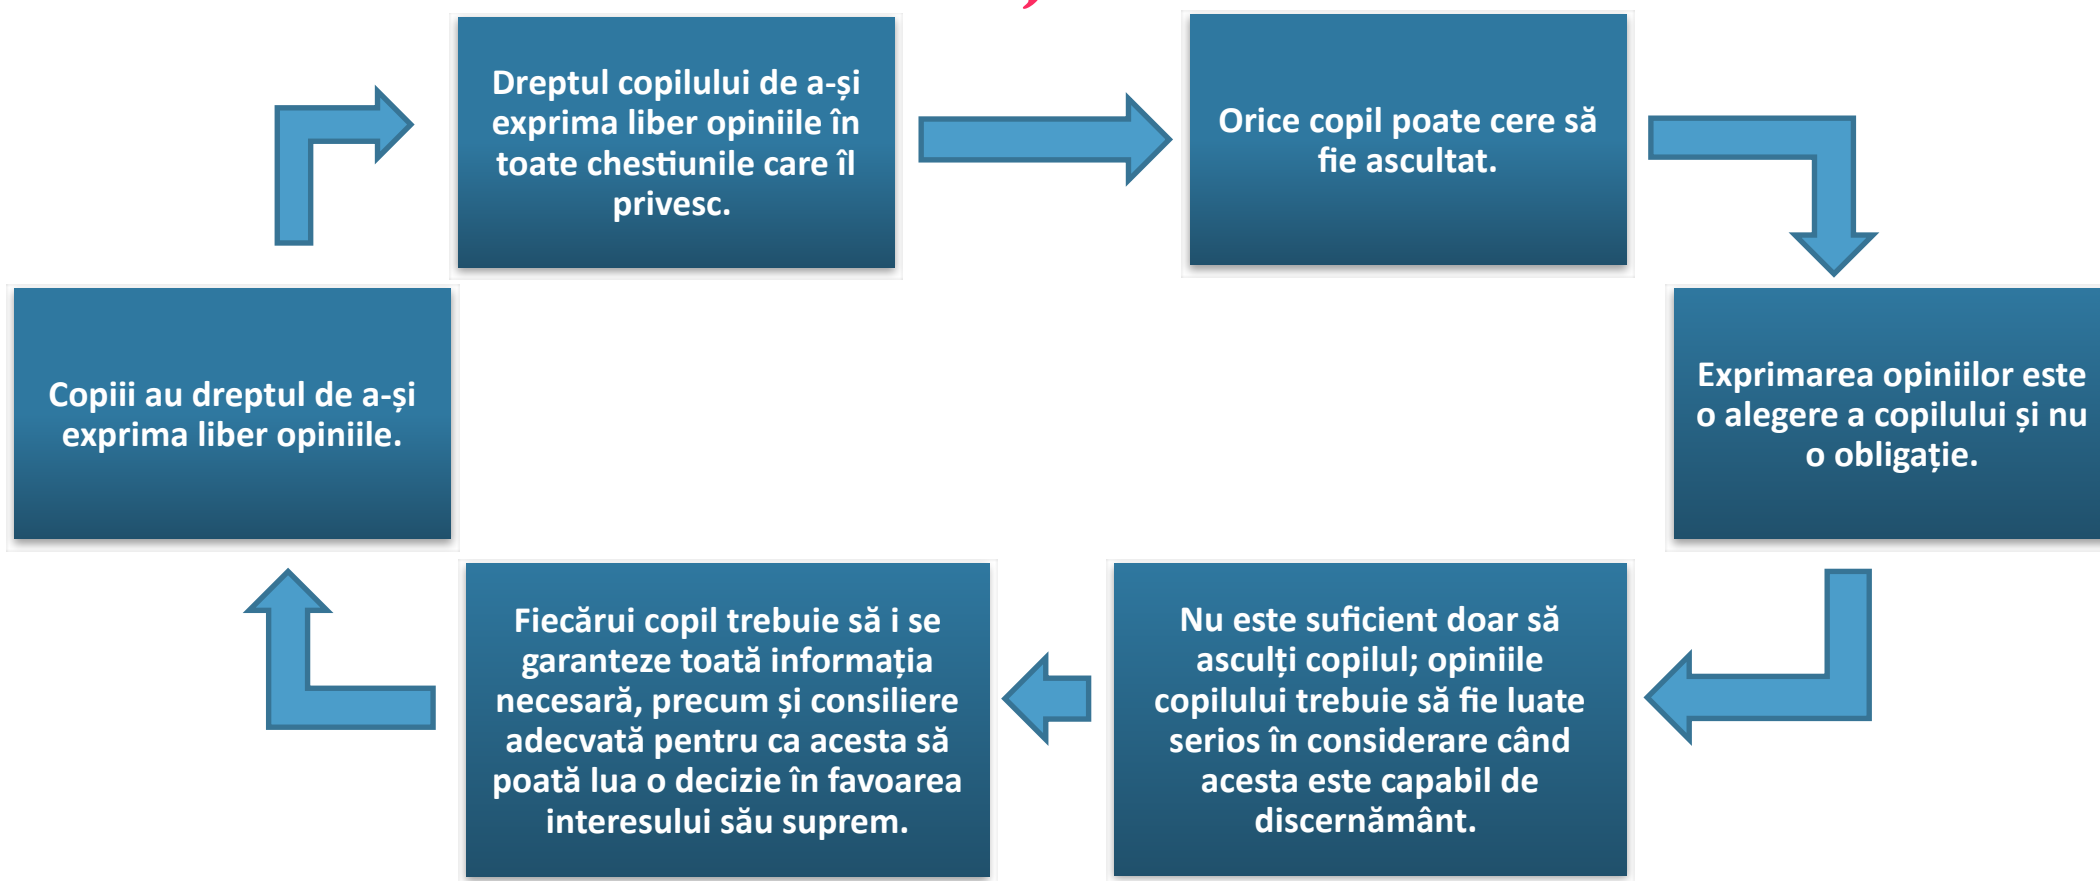 Dreptul copilului de a-și
exprima liber opiniile în
toate chestiunile care îl
privesc.
Orice copil poate cere să
fie ascultat.
Exprimarea opiniilor este
o alegere a copilului și nu
o obligație.
Nu este suficient doar să
asculți copilul; opiniile
copilului trebuie să fie luate
serios în considerare când
acesta este capabil de
discernământ.
Fiecărui copil trebuie să i se
garanteze toată informația
necesară, precum și consiliere
adecvată pentru ca acesta să
poată lua o decizie în favoarea
interesului său suprem.
Copiii au dreptul de a-și
exprima liber opiniile.